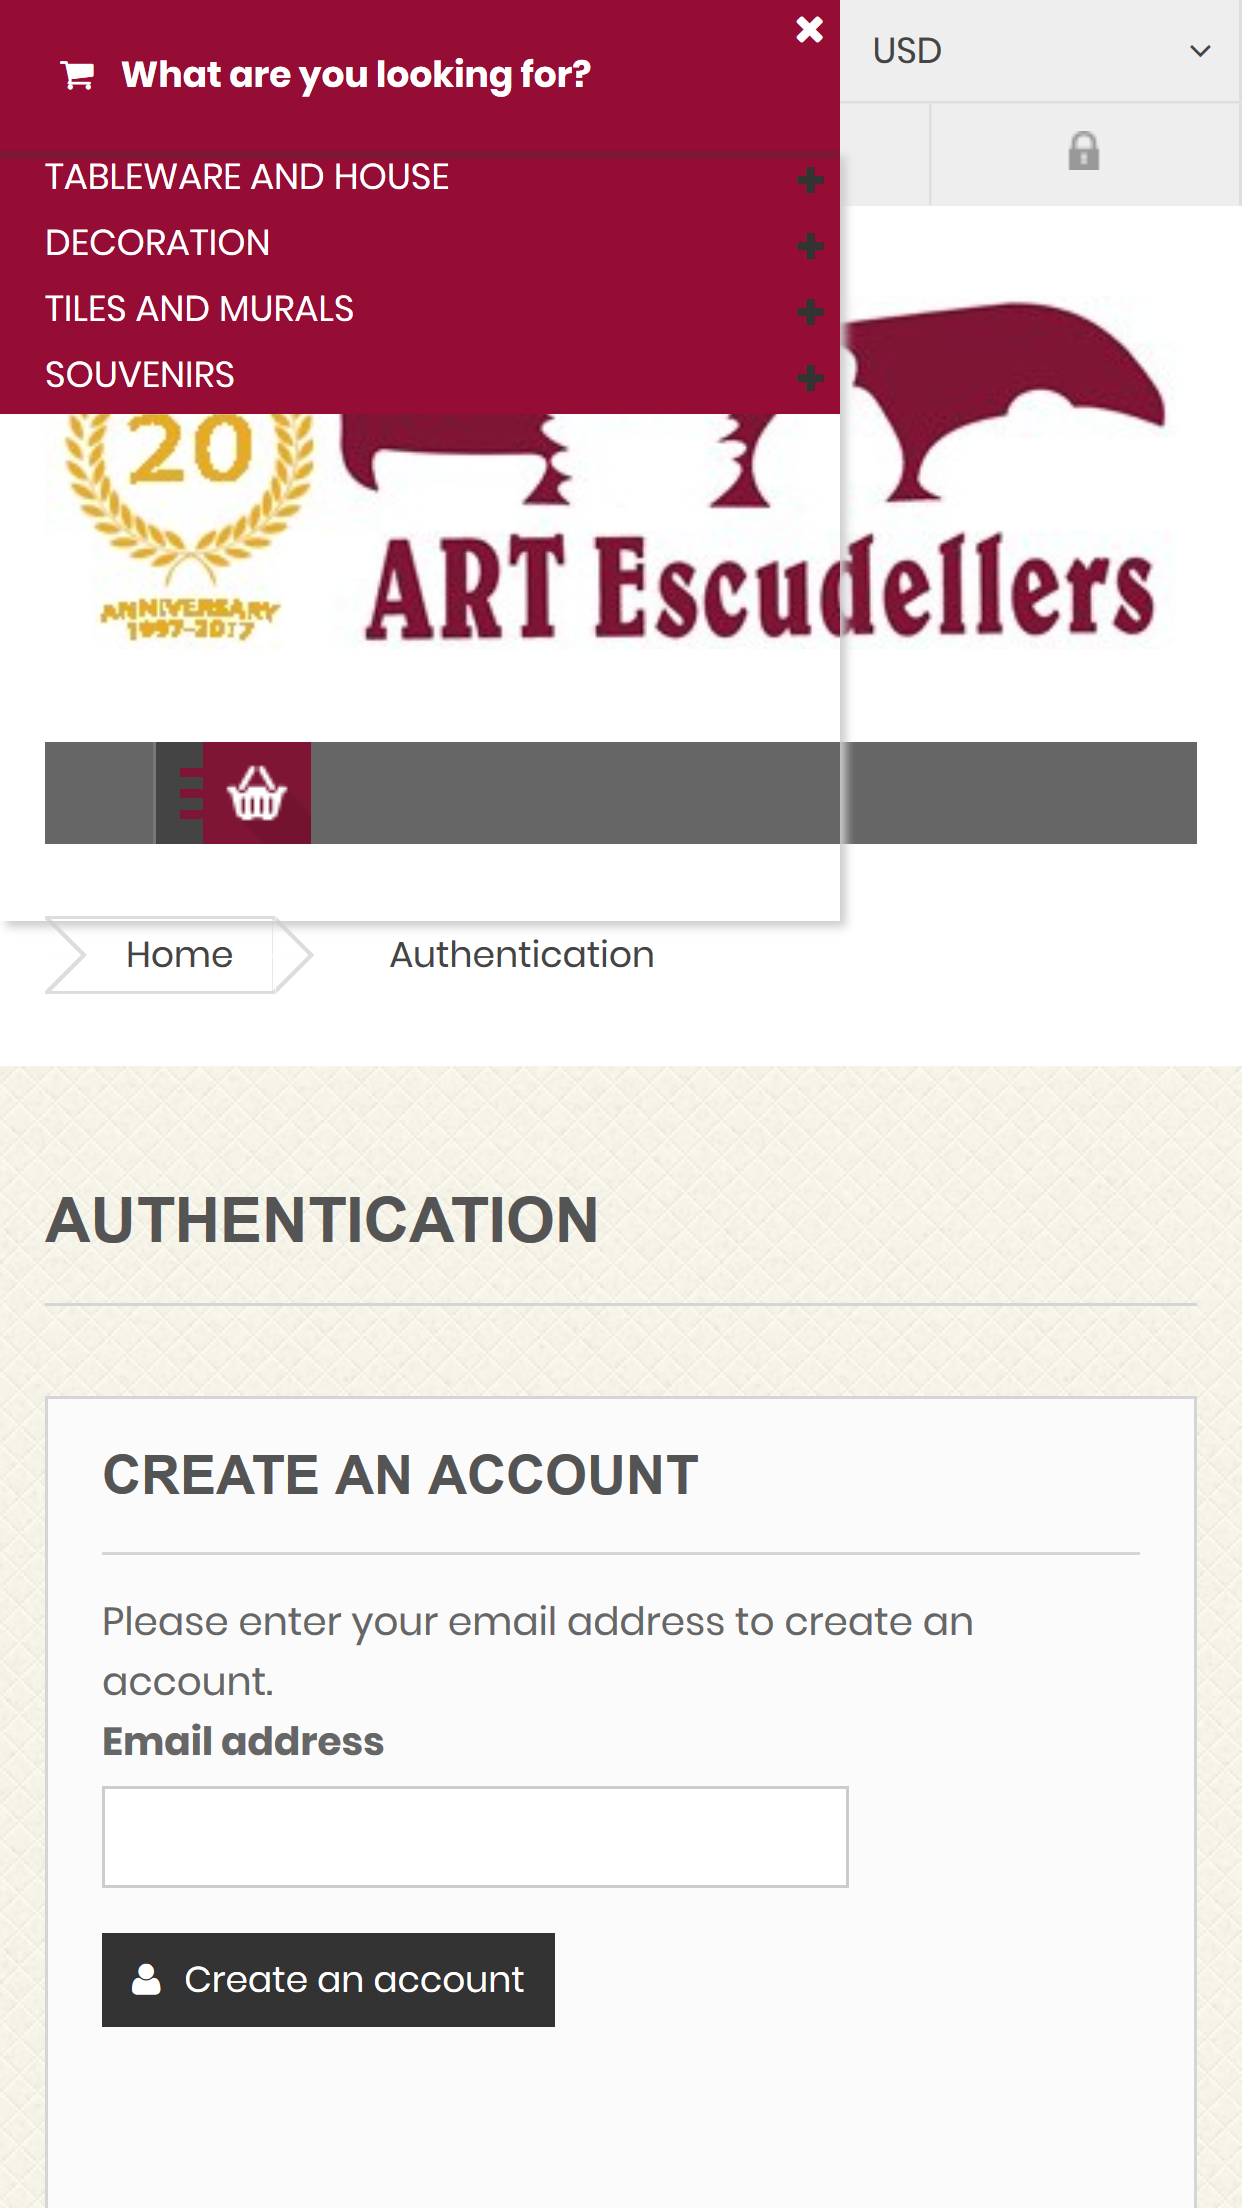 What are you looking for?
USD
TABLEWARE AND HOUSE
DECORATION
TILES AND MURALS
SOUVENIRS
20
ANNIVERSARY
1997-2017
ART Escudellers
Home
Authentication
AUTHENTICATION
CREATE AN ACCOUNT
Please enter your email address to create an
account.
Email address
Create an account